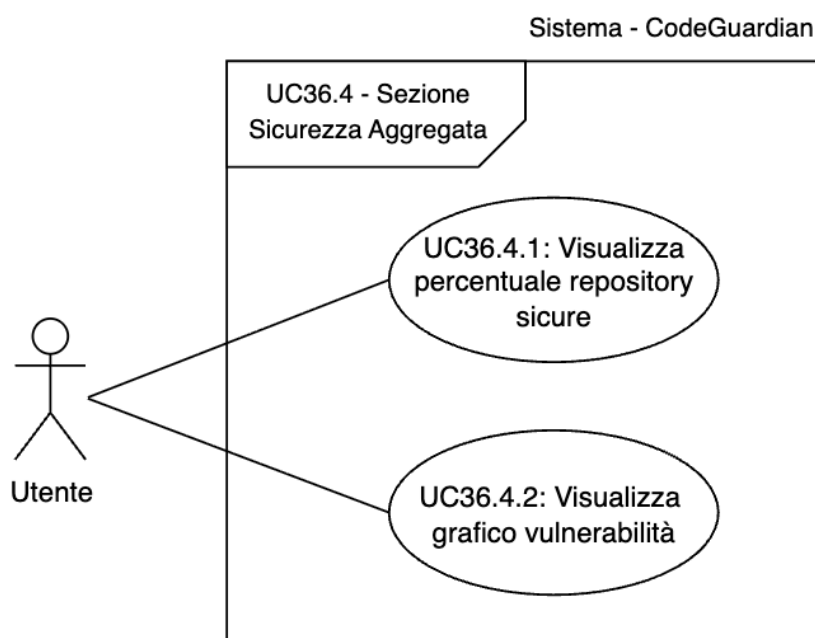 Sistema - CodeGuardian
UC36.4 - Sezione
Sicurezza Aggregata
UC36.4.1: Visualizza
percentuale repository
sicure
Utente
UC36.4.2: Visualizza
grafico vulnerabilità